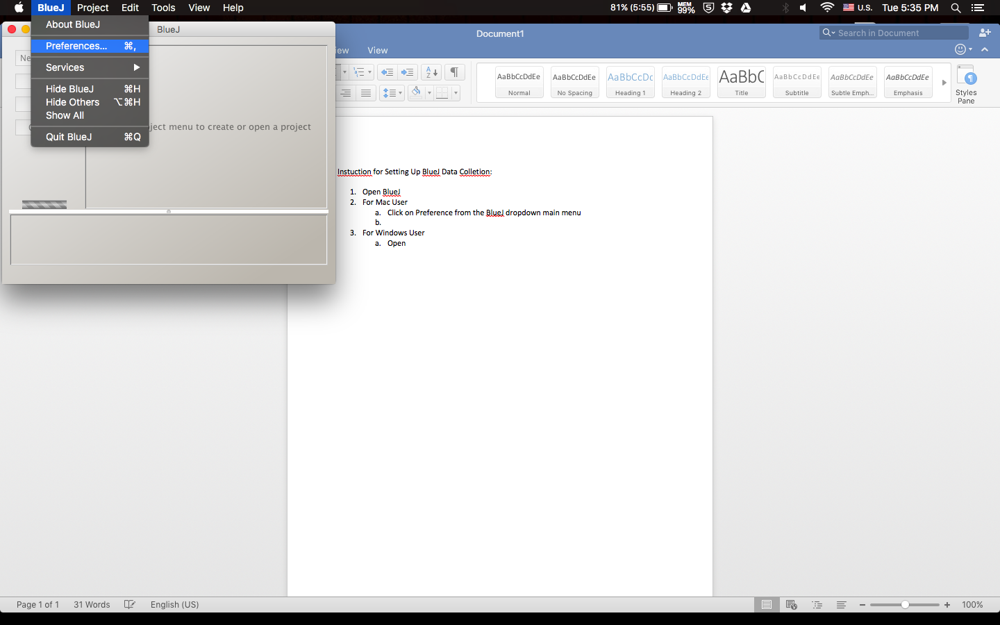 BlueJ Project Edit Tools View Help 81% (5:55) MEM 99% 5 U.S. Tue 5:35 PM
About BlueJ
Preferences... ⌘,
Services ▶
Hide BlueJ ⌘H
Hide Others ⌥⌘H
Show All
Quit BlueJ ⌘Q
BlueJ
Ne
ject menu to create or open a project
Document1
Search in Document
ew View
AaBbCcDdEe AaBbCcDdEe AaBbCcDc AaBbCcDdEe AaBbC AaBbCcDdEe AaBbCcDdEe AaBbCcDdEe
Normal No Spacing Heading 1 Heading 2 Title Subtitle Subtle Emph... Emphasis
Styles
Pane
Instuction for Setting Up BlueJ Data Colletion:
1. Open BlueJ
2. For Mac User
a. Click on Preference from the BlueJ dropdown main menu
b.
3. For Windows User
a. Open
Page 1 of 1 31 Words English (US) 100%